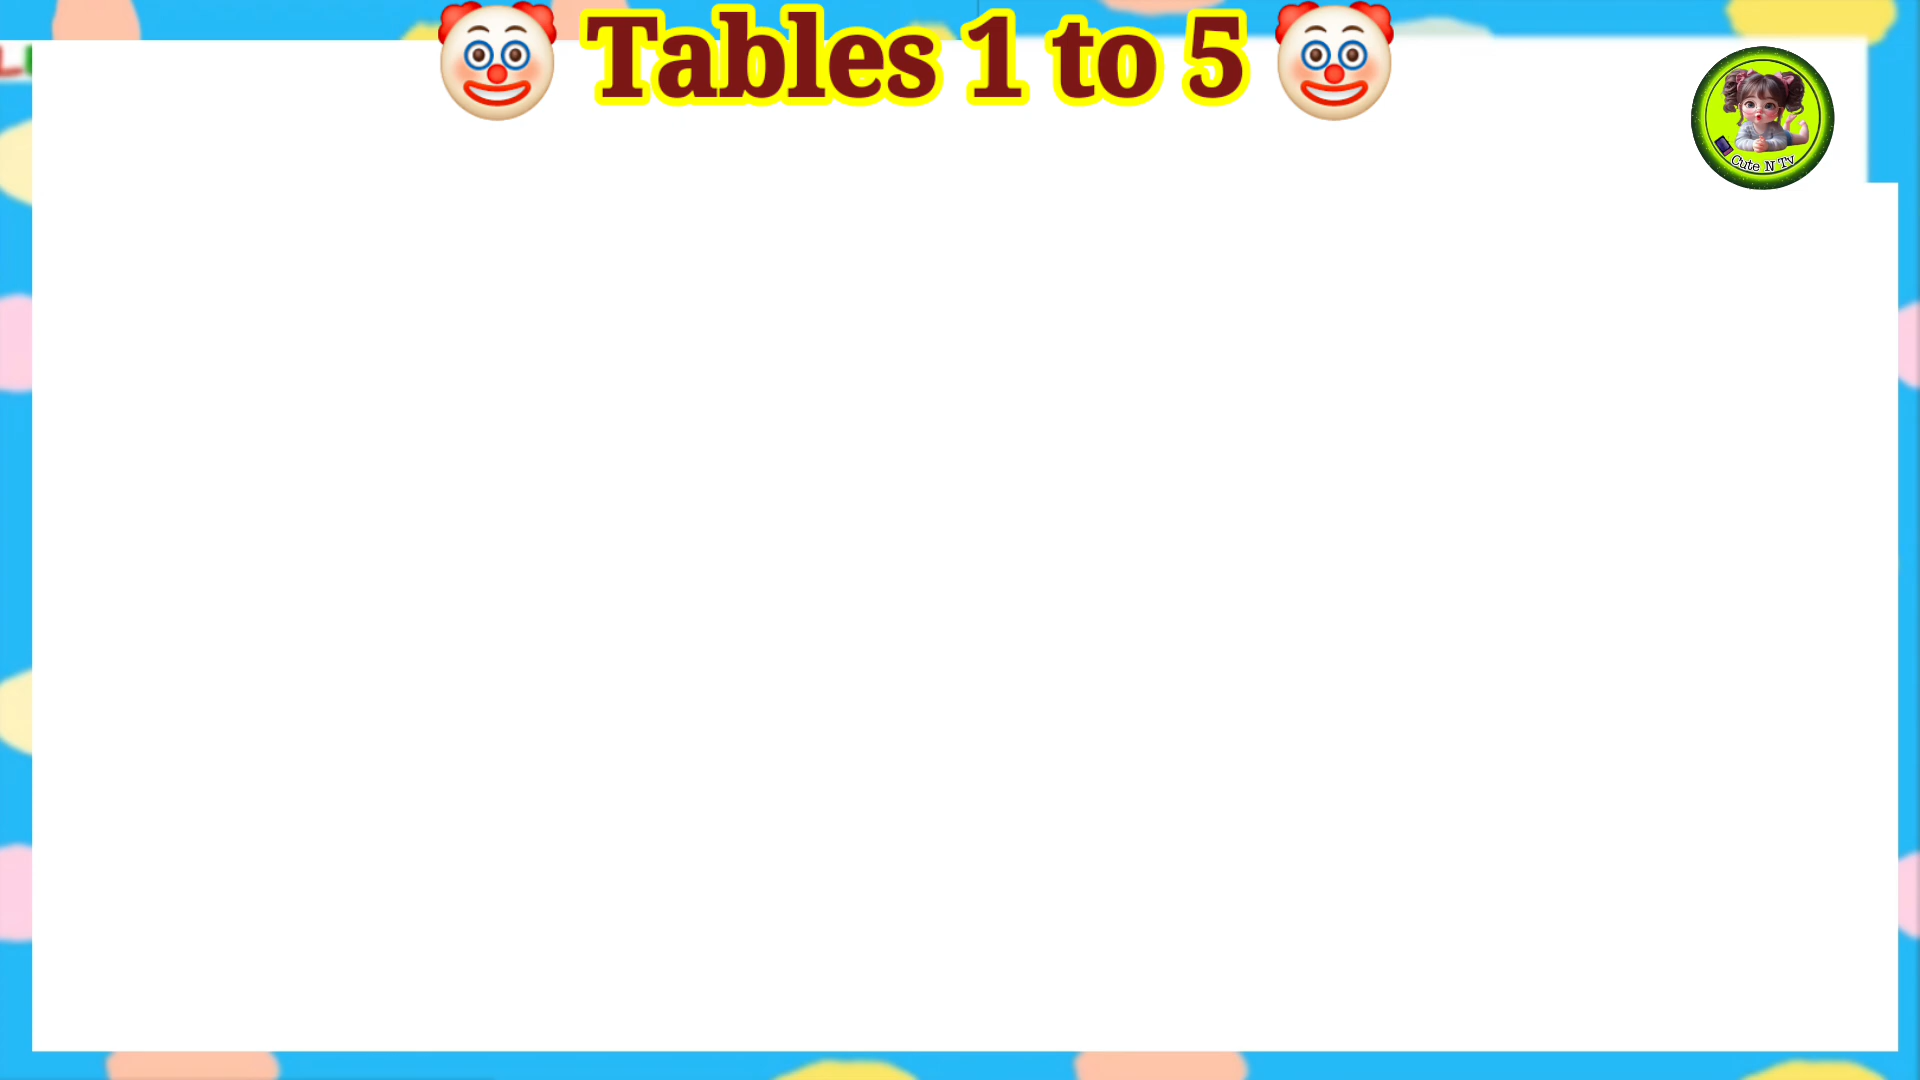 🤡 Tables 1 to 5 🤡
Cute N Tv